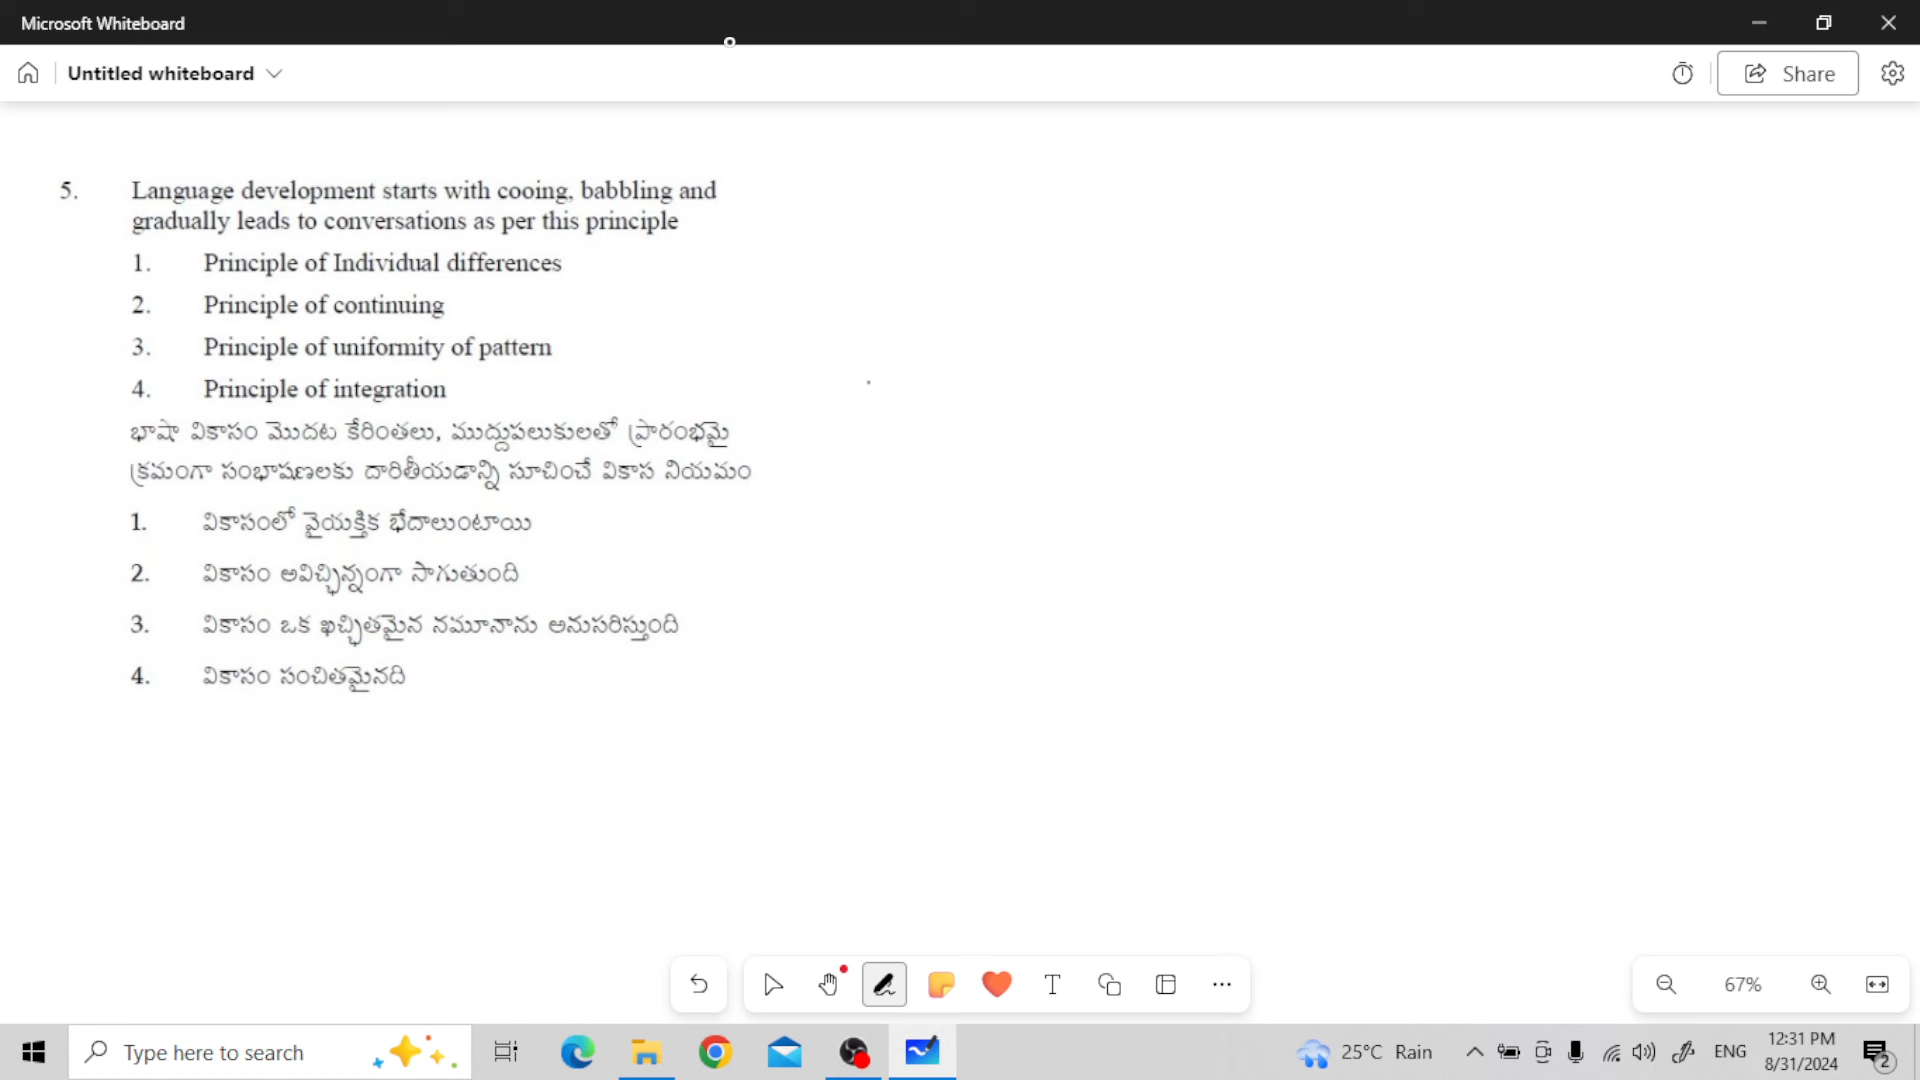 Microsoft Whiteboard
Untitled whiteboard
Share
5. Language development starts with cooing, babbling and
gradually leads to conversations as per this principle
1. Principle of Individual differences
2. Principle of continuing
3. Principle of uniformity of pattern
4. Principle of integration
భాషా వికాసం మొదట కేరింతలు, ముద్దుపలుకులతో ప్రారంభమై
క్రమంగా సంభాషణలకు దారితీయడాన్ని సూచించే వికాస నియమం
1. వికాసంలో వైయక్తిక భేదాలుంటాయి
2. వికాసం అవిచ్ఛిన్నంగా సాగుతుంది
3. వికాసం ఒక ఖచ్ఛితమైన నమూనాను అనుసరిస్తుంది
4. వికాసం సంచితమైనది
67%
Type here to search
25°C Rain
ENG
12:31 PM
8/31/2024
2